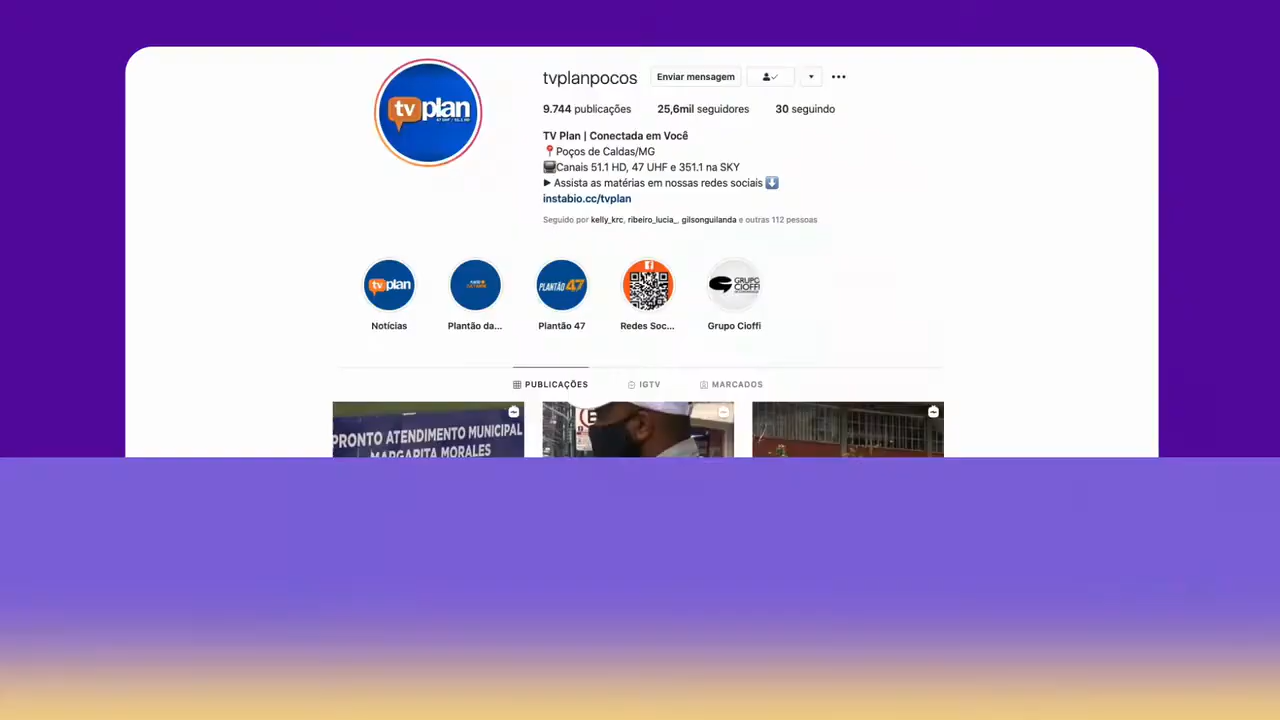 tvplan
tvplanpocos
Enviar mensagem
9.744 publicações
25,6mil seguidores
30 seguindo
TV Plan | Conectada em Você
📍Poços de Caldas/MG
Canais 51.1 HD, 47 UHF e 351.1 na SKY
▶ Assista as matérias em nossas redes sociais ⬇️
instabio.cc/tvplan
Seguido por kelly_krc, ribeiro_lucia_, gilsonguilanda e outras 112 pessoas
tvplan
PLANTÃO 47
GRUPO
CIOFFI
Notícias
Plantão da...
Plantão 47
Redes Soc...
Grupo Cioffi
PUBLICAÇÕES
IGTV
MARCADOS
PRONTO ATENDIMENTO MUNICIPAL
MARGARITA MORALES